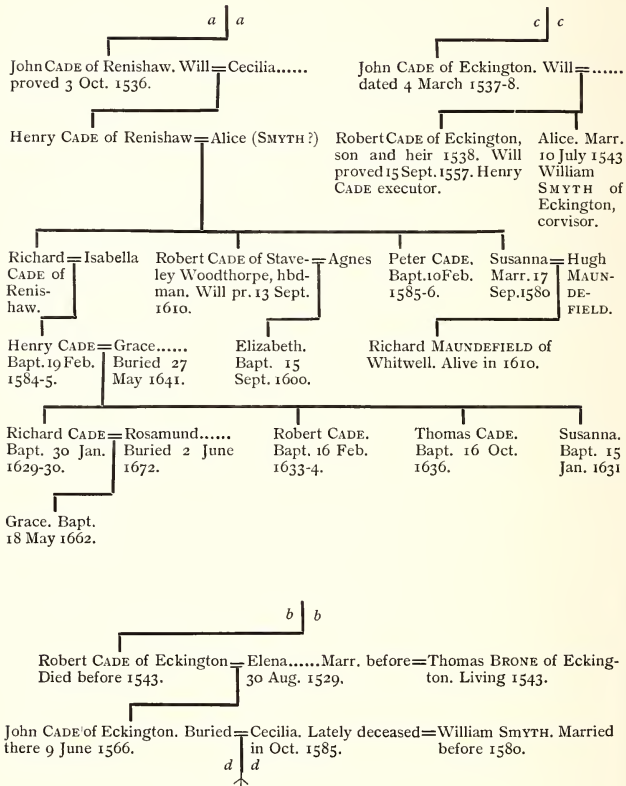 a a
c c
John CADE of Renishaw. Will=Cecilia......
proved 3 Oct. 1536.
John CADE of Eckington. Will=......
dated 4 March 1537-8.
Henry CADE of Renishaw=Alice (SMYTH ?)
Robert CADE of Eckington,
son and heir 1538. Will
proved 15 Sept. 1557. Henry
CADE executor.
Alice. Marr.
10 July 1543
William
SMYTH of
Eckington,
corvisor.
Richard=Isabella
CADE of
Renis-
haw.
Robert CADE of Stave-=Agnes
ley Woodthorpe, hbd-
man. Will pr. 13 Sept.
1610.
Peter CADE,
Bapt. 10 Feb.
1585-6.
Susanna=Hugh
Marr. 17 MAUN-
Sep. 1580 DE-
FIELD.
Henry CADE=Grace......
Bapt. 19 Feb. Buried 27
1584-5. May 1641.
Elizabeth.
Bapt. 15
Sept. 1600.
Richard MAUNDEFIELD of
Whitwell. Alive in 1610.
Richard CADE=Rosamund......
Bapt. 30 Jan. Buried 2 June
1629-30. 1672.
Robert CADE.
Bapt. 16 Feb.
1633-4.
Thomas CADE.
Bapt. 16 Oct.
1636.
Susanna.
Bapt. 15
Jan. 1631
Grace. Bapt.
18 May 1662.
b b
Robert CADE of Eckington=Elena......Marr. before=Thomas BRONE of Ecking-
Died before 1543. 30 Aug. 1529. ton. Living 1543.
John CADE of Eckington. Buried=Cecilia. Lately deceased=William SMYTH. Married
there 9 June 1566. in Oct. 1585. before 1580.
d d